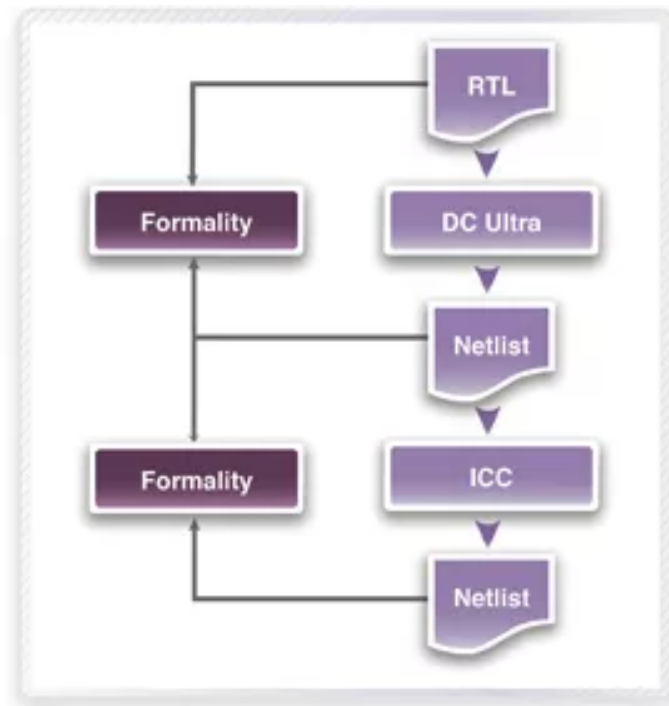 RTL
Formality
DC Ultra
Netlist
Formality
ICC
Netlist